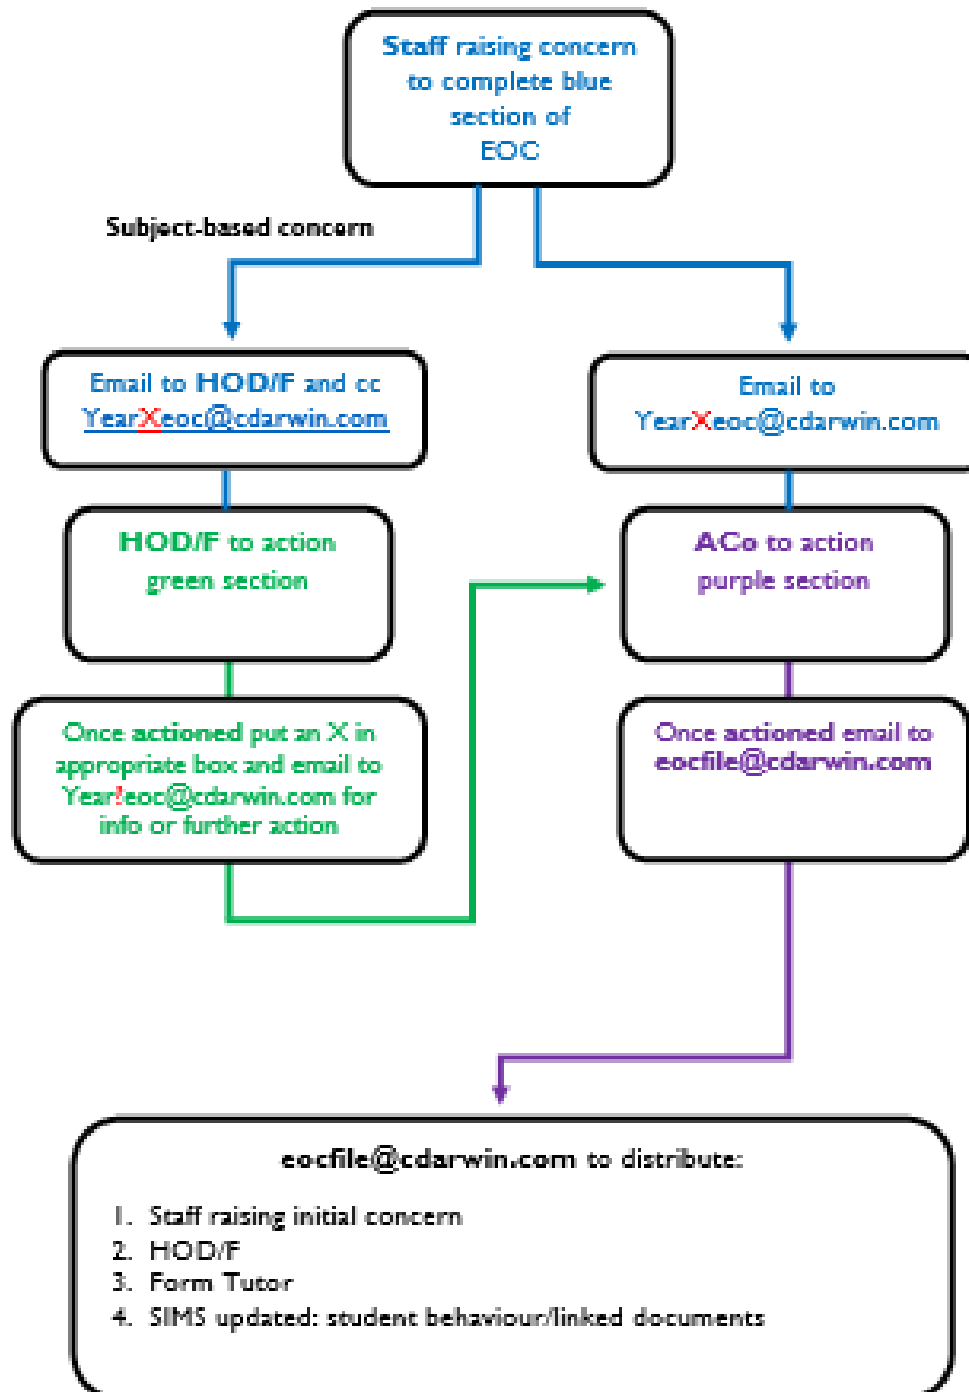 Staff raising concern
to complete blue
section of
EOC
Subject-based concern
Email to HOD/F and cc
YearXeoc@cdarwin.com
Email to
YearXeoc@cdarwin.com
HOD/F to action
green section
ACo to action
purple section
Once actioned put an X in
appropriate box and email to
Year!eoc@cdarwin.com for
info or further action
Once actioned email to
eocfile@cdarwin.com
eocfile@cdarwin.com to distribute:
1. Staff raising initial concern
2. HOD/F
3. Form Tutor
4. SIMS updated: student behaviour/linked documents